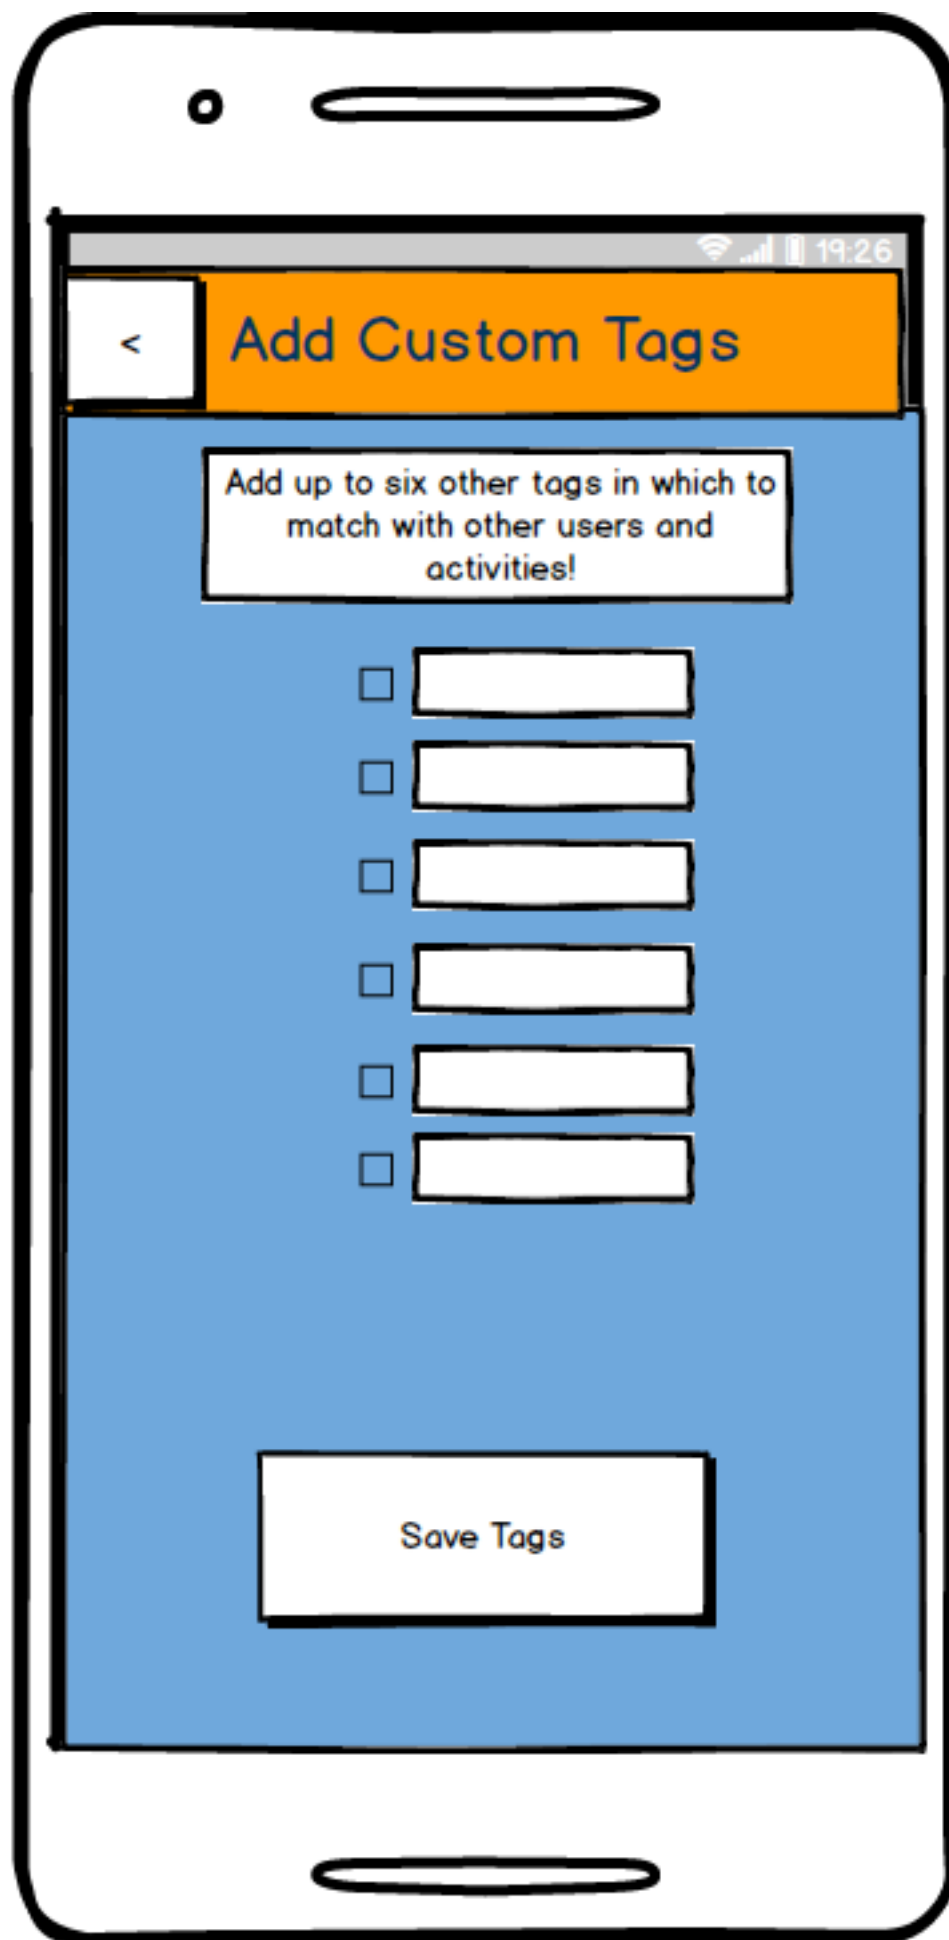 19:26
<
Add Custom Tags
Add up to six other tags in which to
match with other users and
activities!
Save Tags